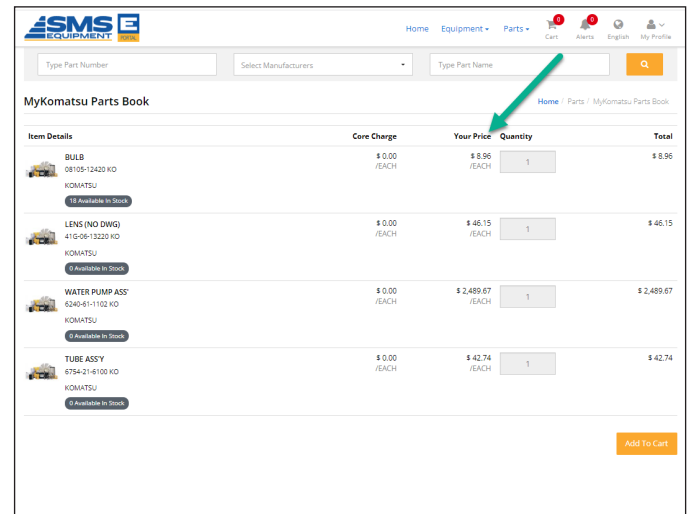 SMS
EQUIPMENT
E
PORTAL
Home Equipment Parts
0 0
Cart Alerts English My Profile
Type Part Number Select Manufacturers Type Part Name
MyKomatsu Parts Book
Home / Parts / MyKomatsu Parts Book
Item Details Core Charge Your Price Quantity Total
BULB $ 0.00 $ 8.96 1 $ 8.96
08105-12420 KO /EACH /EACH
KOMATSU
18 Available In Stock
LENS (NO DWG) $ 0.00 $ 46.15 1 $ 46.15
41G-06-13220 KO /EACH /EACH
KOMATSU
0 Available In Stock
WATER PUMP ASS' $ 0.00 $ 2,489.67 1 $ 2,489.67
6240-61-1102 KO /EACH /EACH
KOMATSU
0 Available In Stock
TUBE ASS'Y $ 0.00 $ 42.74 1 $ 42.74
6754-21-6100 KO /EACH /EACH
KOMATSU
0 Available In Stock
Add To Cart